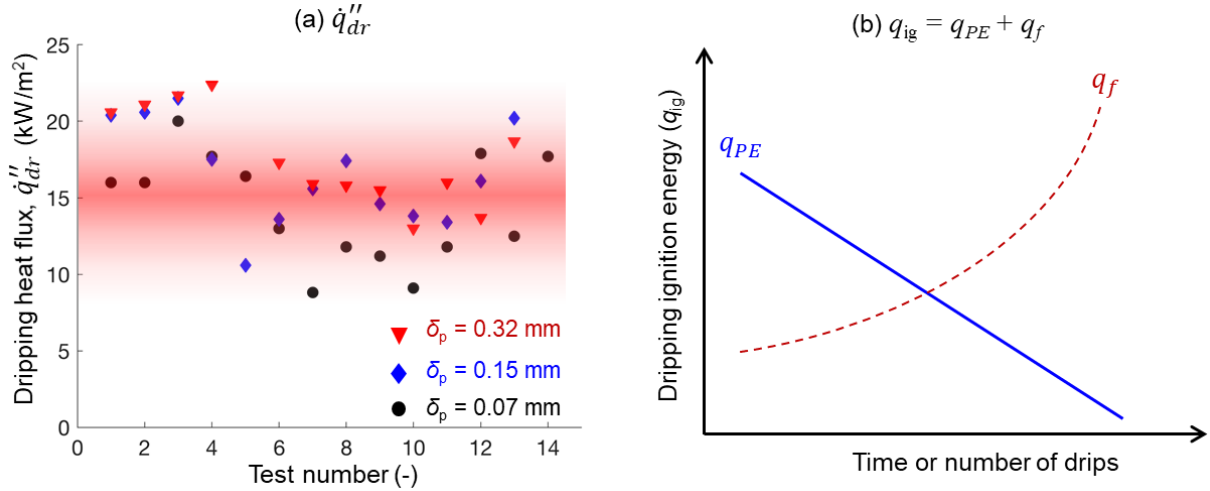 (a) q̇″dr
Dripping heat flux, q̇″dr (kW/m²)
25
20
15
10
5
0
δp = 0.32 mm
δp = 0.15 mm
δp = 0.07 mm
0 2 4 6 8 10 12 14
Test number (-)
(b) qig = qPE + qf
Dripping ignition energy (qig)
qPE
qf
Time or number of drips